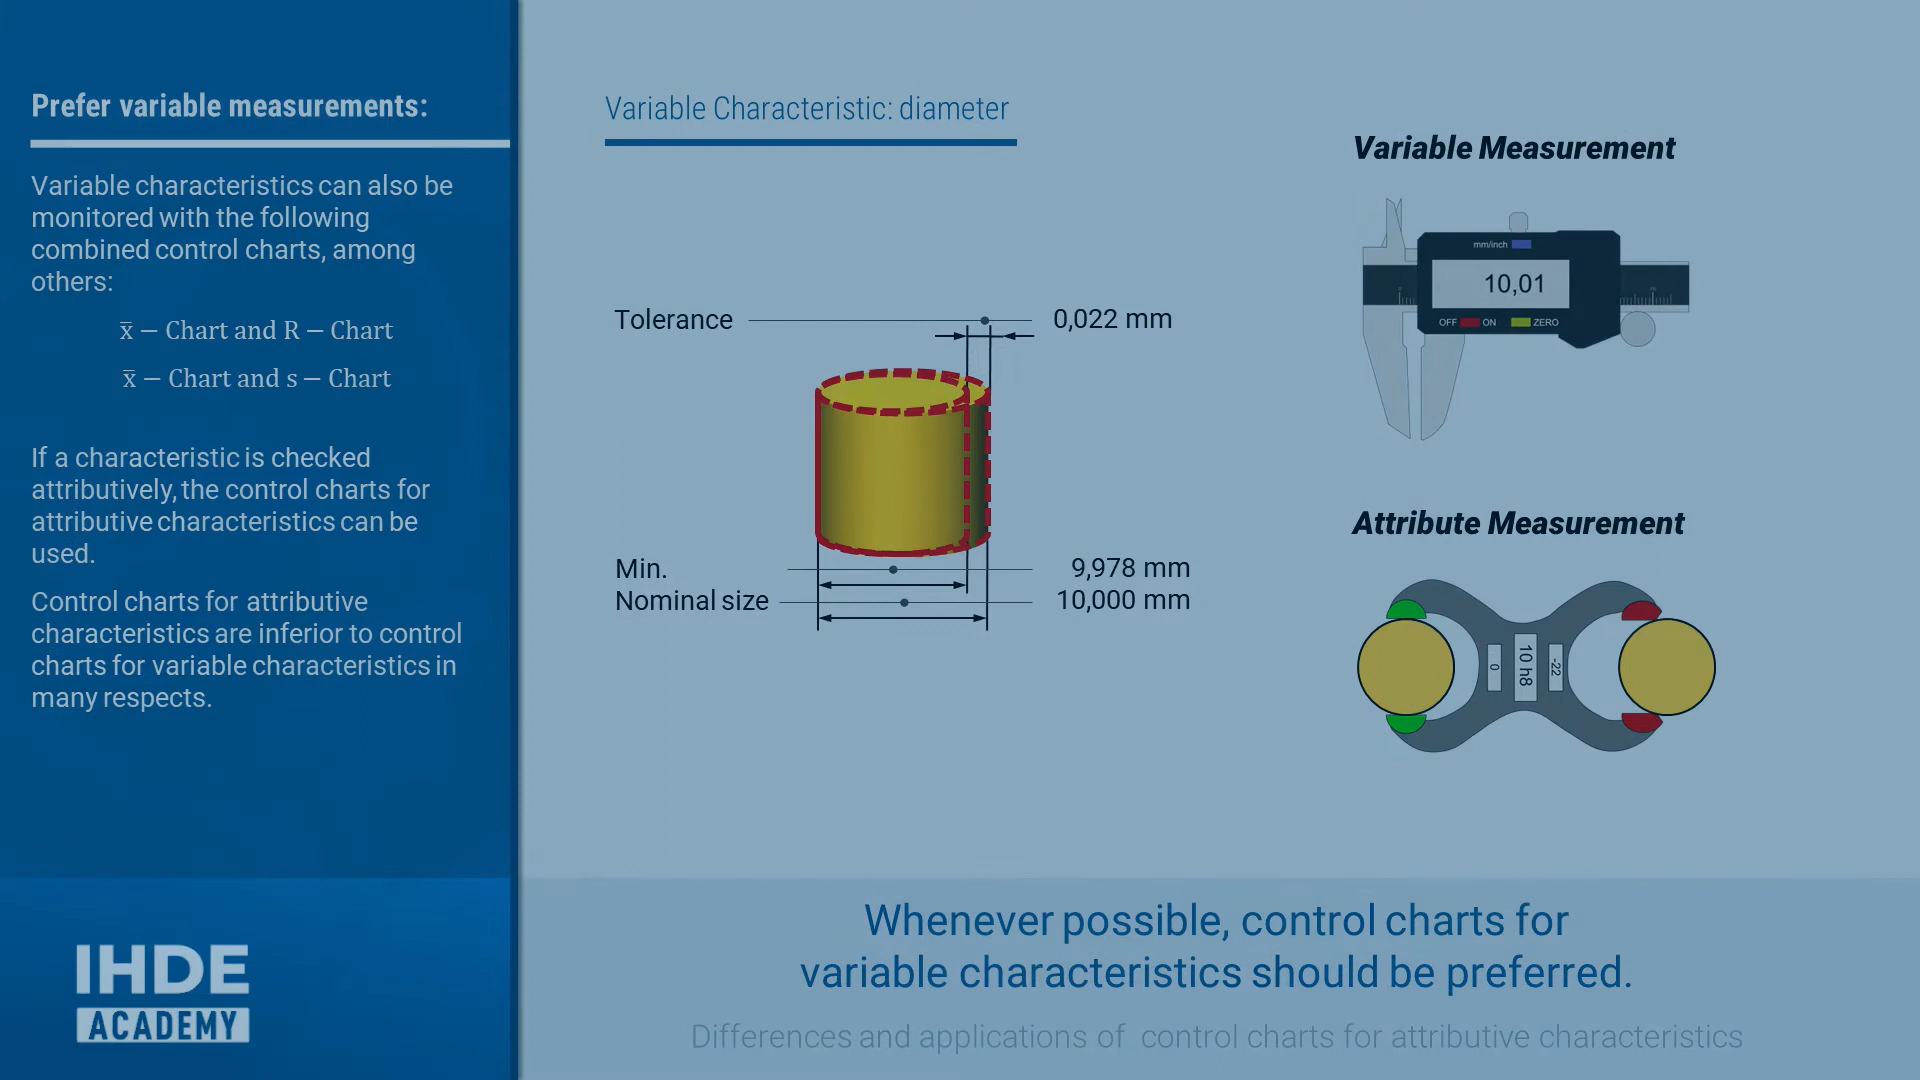 Prefer variable measurements:
Variable characteristics can also be
monitored with the following
combined control charts, among
others:
x̅ − Chart and R − Chart
x̅ − Chart and s − Chart
If a characteristic is checked
attributively, the control charts for
attributive characteristics can be
used.
Control charts for attributive
characteristics are inferior to control
charts for variable characteristics in
many respects.
IHDE
ACADEMY
Variable Characteristic: diameter
Tolerance 0,022 mm
Min. 9,978 mm
Nominal size 10,000 mm
Variable Measurement
mm/inch
10,01
OFF ON ZERO
Attribute Measurement
0 10 h8 -22
Whenever possible, control charts for
variable characteristics should be preferred.
Differences and applications of control charts for attributive characteristics